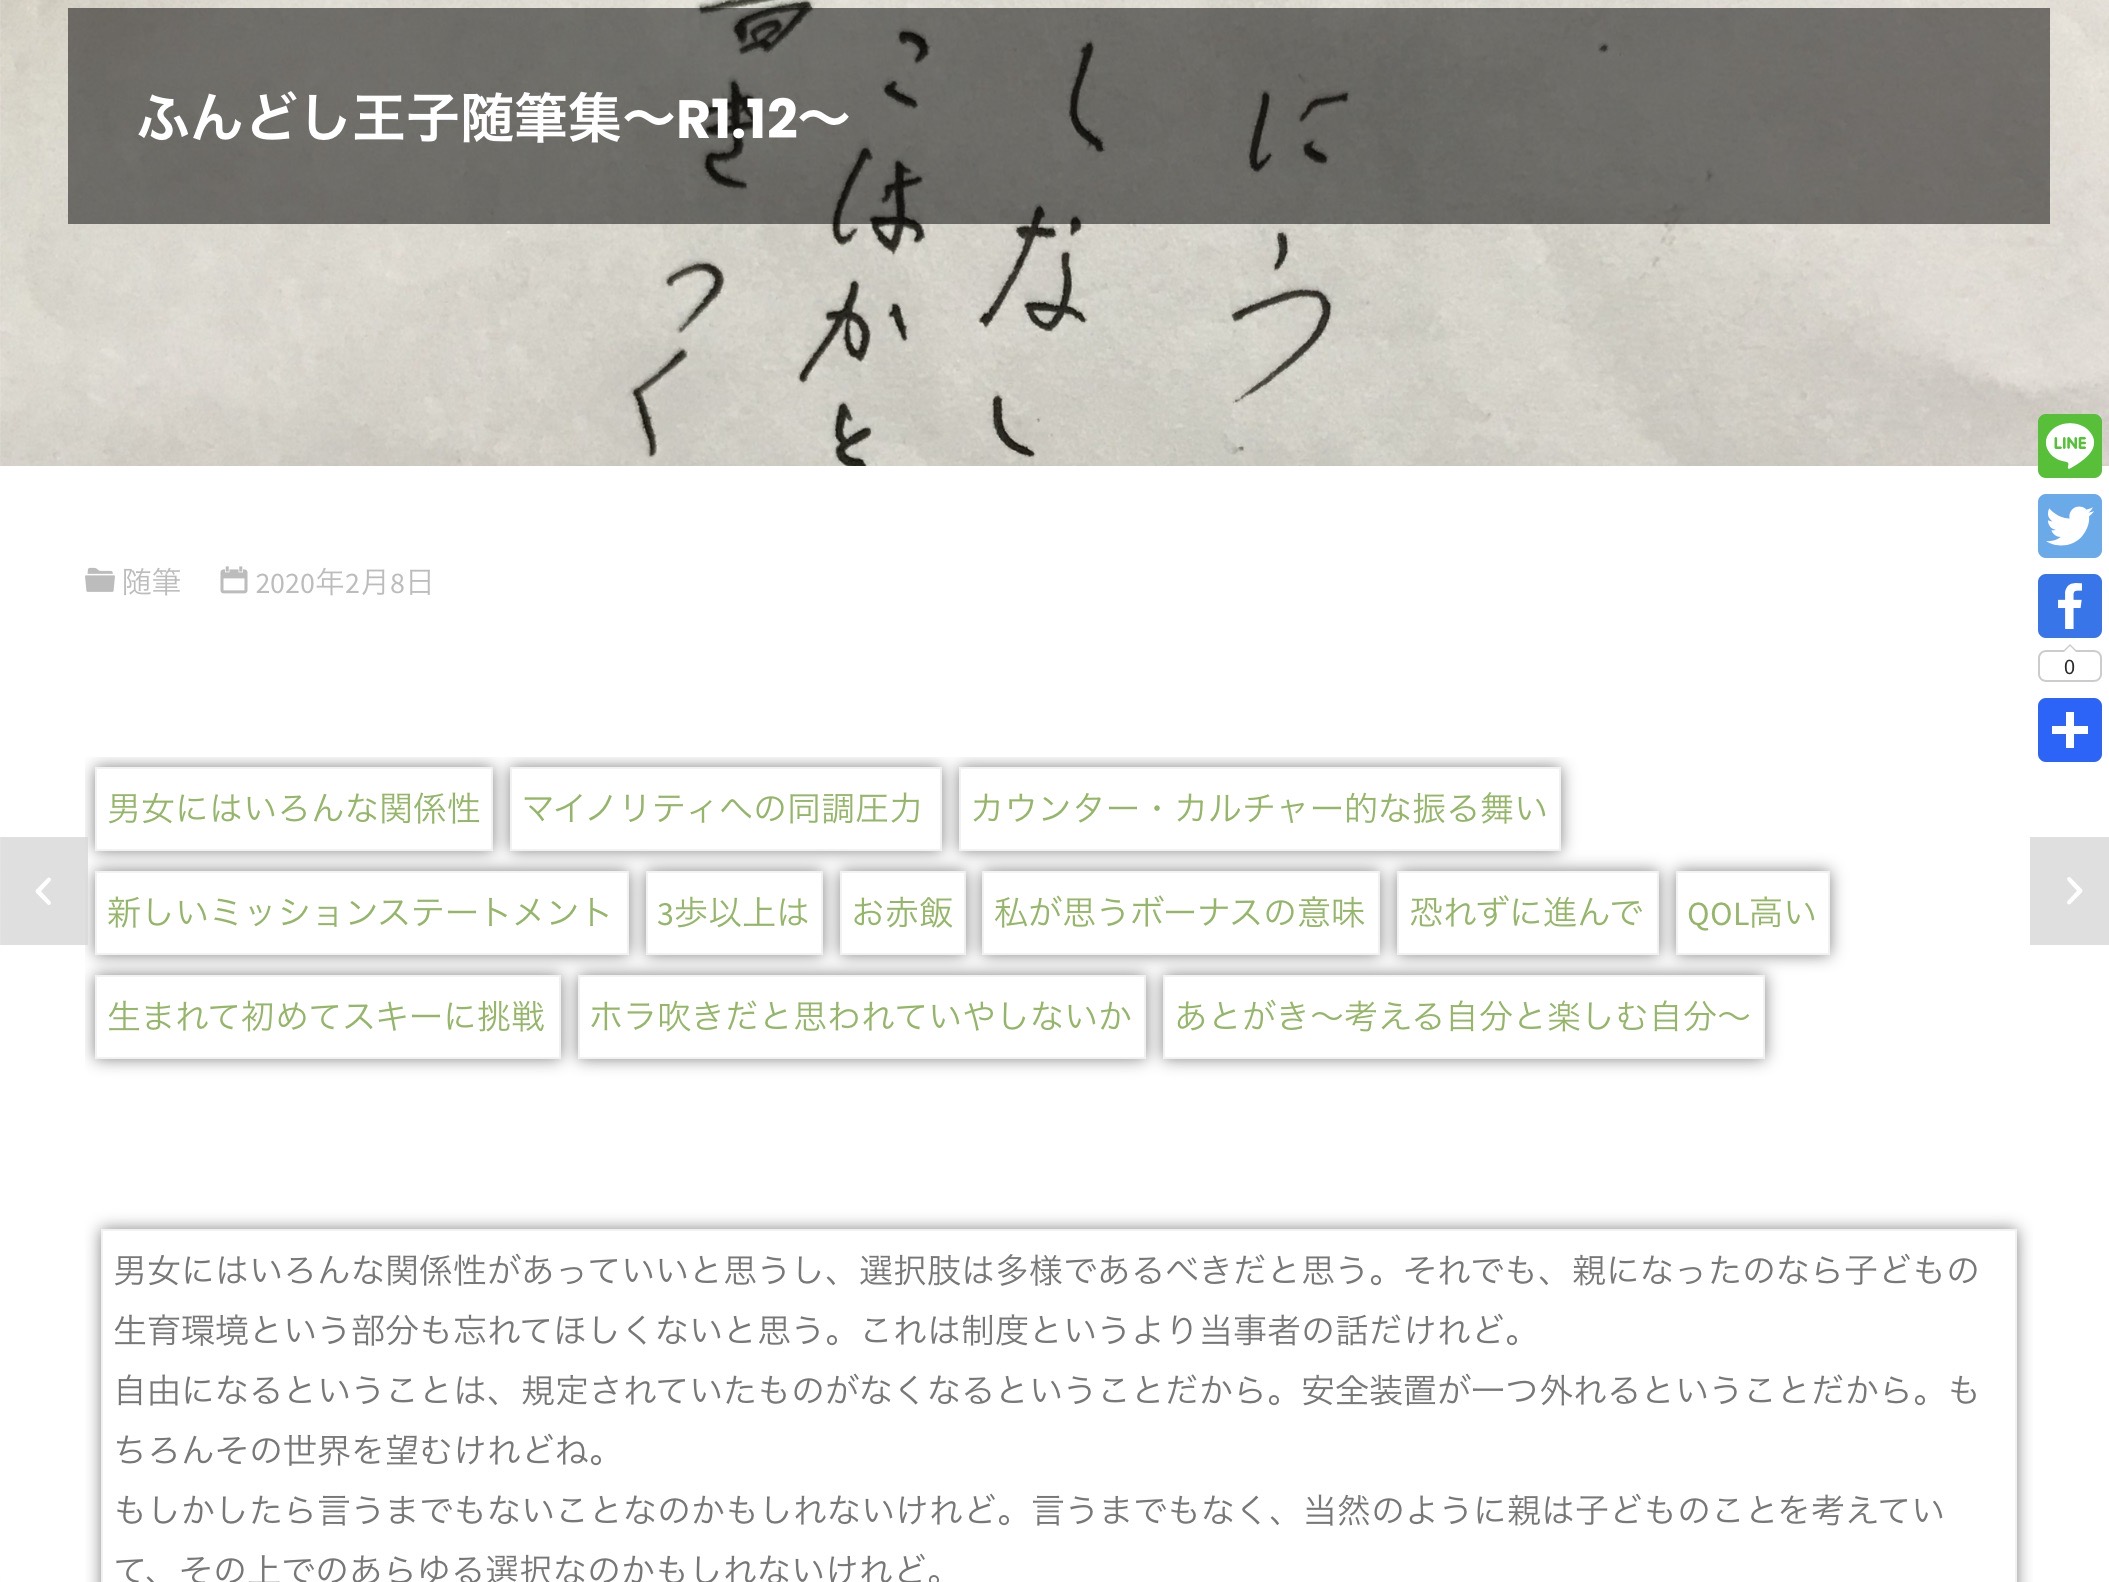 ふんどし王子随筆集〜R1.12〜
にう
しなし
こはかと
書きつく
随筆 2020年2月8日
LINE
0
男女にはいろんな関係性 マイノリティへの同調圧力 カウンター・カルチャー的な振る舞い
新しいミッションステートメント 3歩以上は お赤飯 私が思うボーナスの意味 恐れずに進んで QOL高い
生まれて初めてスキーに挑戦 ホラ吹きだと思われていやしないか あとがき〜考える自分と楽しむ自分〜
男女にはいろんな関係性があっていいと思うし、選択肢は多様であるべきだと思う。それでも、親になったのなら子どもの
生育環境という部分も忘れてほしくないと思う。これは制度というより当事者の話だけれど。
自由になるということは、規定されていたものがなくなるということだから。安全装置が一つ外れるということだから。も
ちろんその世界を望むけれどね。
もしかしたら言うまでもないことなのかもしれないけれど。言うまでもなく、当然のように親は子どものことを考えてい
て、その上でのあらゆる選択なのかもしれないけれど。